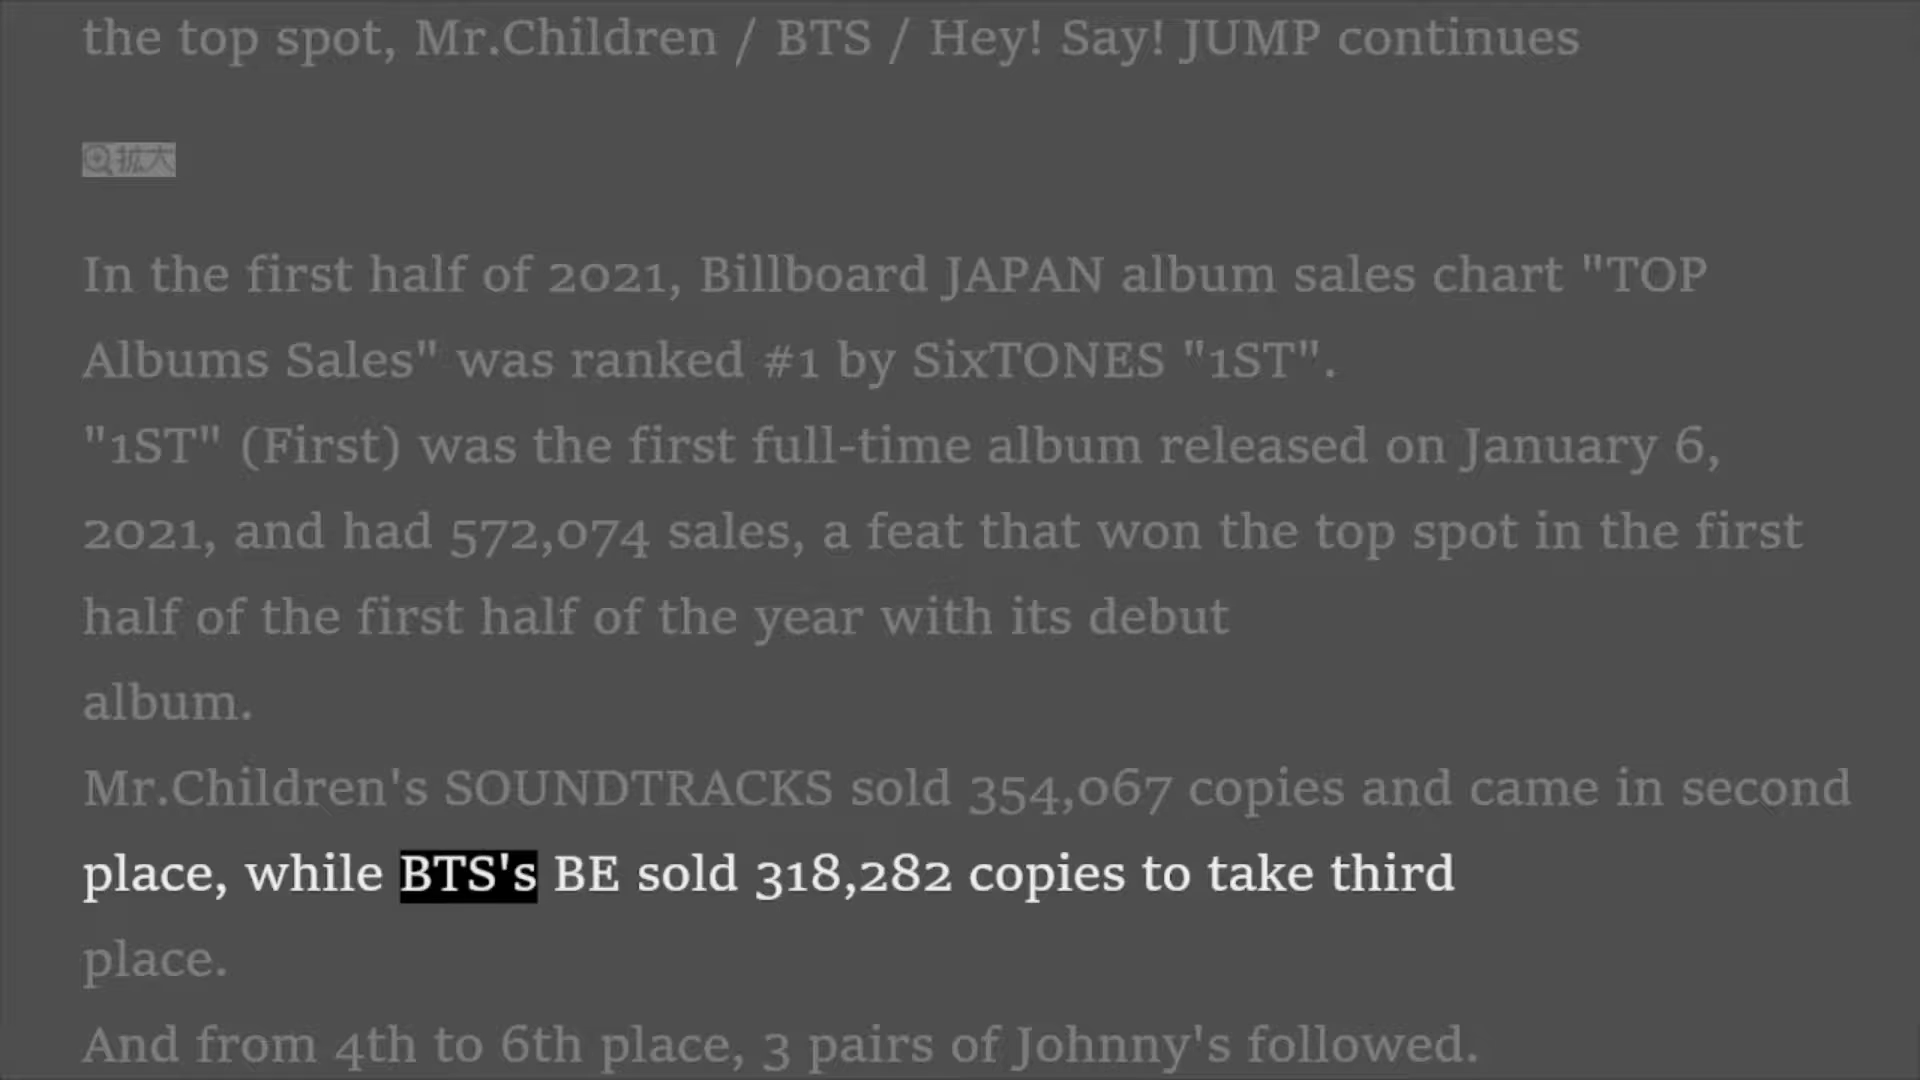 the top spot, Mr.Children / BTS / Hey! Say! JUMP continues
拡大
In the first half of 2021, Billboard JAPAN album sales chart "TOP
Albums Sales" was ranked #1 by SixTONES "1ST".
"1ST" (First) was the first full-time album released on January 6,
2021, and had 572,074 sales, a feat that won the top spot in the first
half of the first half of the year with its debut
album.
Mr.Children's SOUNDTRACKS sold 354,067 copies and came in second
place, while BTS's BE sold 318,282 copies to take third
place.
And from 4th to 6th place, 3 pairs of Johnny's followed.